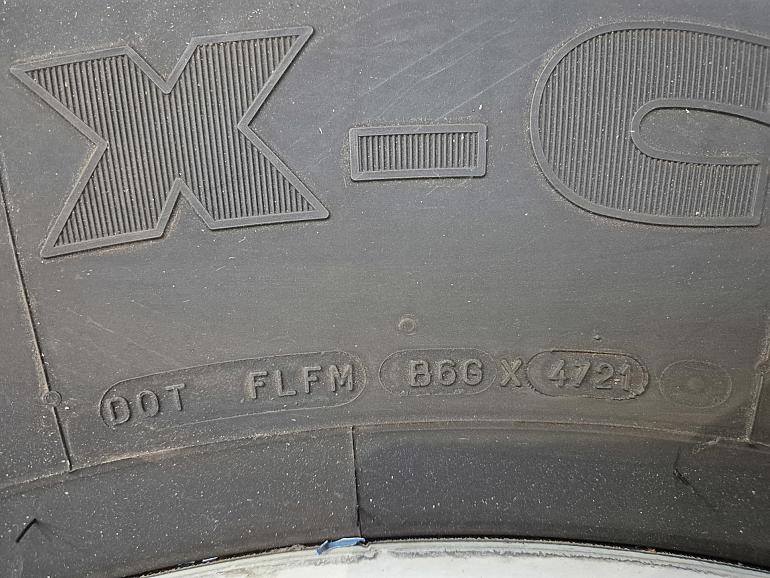 X-C
DOT FLFM B6G X 4721